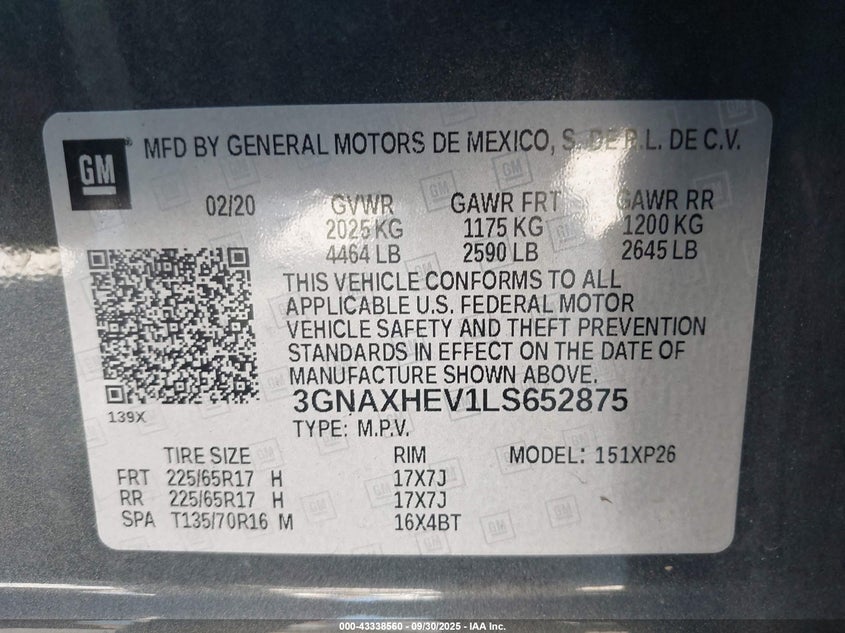 GM
MFD BY GENERAL MOTORS DE MEXICO, S. DE R.L. DE C.V.
02/20 GVWR GAWR FRT GAWR RR
2025 KG 1175 KG 1200 KG
4464 LB 2590 LB 2645 LB
THIS VEHICLE CONFORMS TO ALL
APPLICABLE U.S. FEDERAL MOTOR
VEHICLE SAFETY AND THEFT PREVENTION
STANDARDS IN EFFECT ON THE DATE OF
MANUFACTURE SHOWN ABOVE.
139X
3GNAXHEV1LS652875
TYPE: M.P.V.
TIRE SIZE RIM MODEL: 151XP26
FRT 225/65R17 H 17X7J
RR 225/65R17 H 17X7J
SPA T135/70R16 M 16X4BT
000-43338560 - 09/30/2025 - IAA Inc.